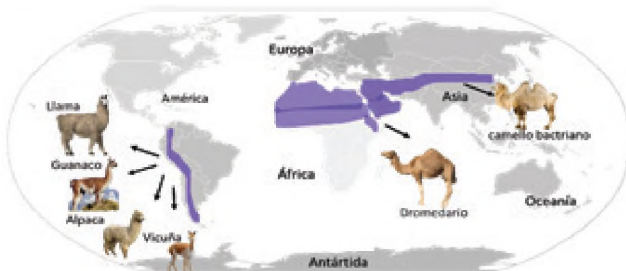 Europa
América
Asia
Llama
camello bactriano
Guanaco
África
Oceanía
Alpaca
Dromedario
Vicuña
Antártida